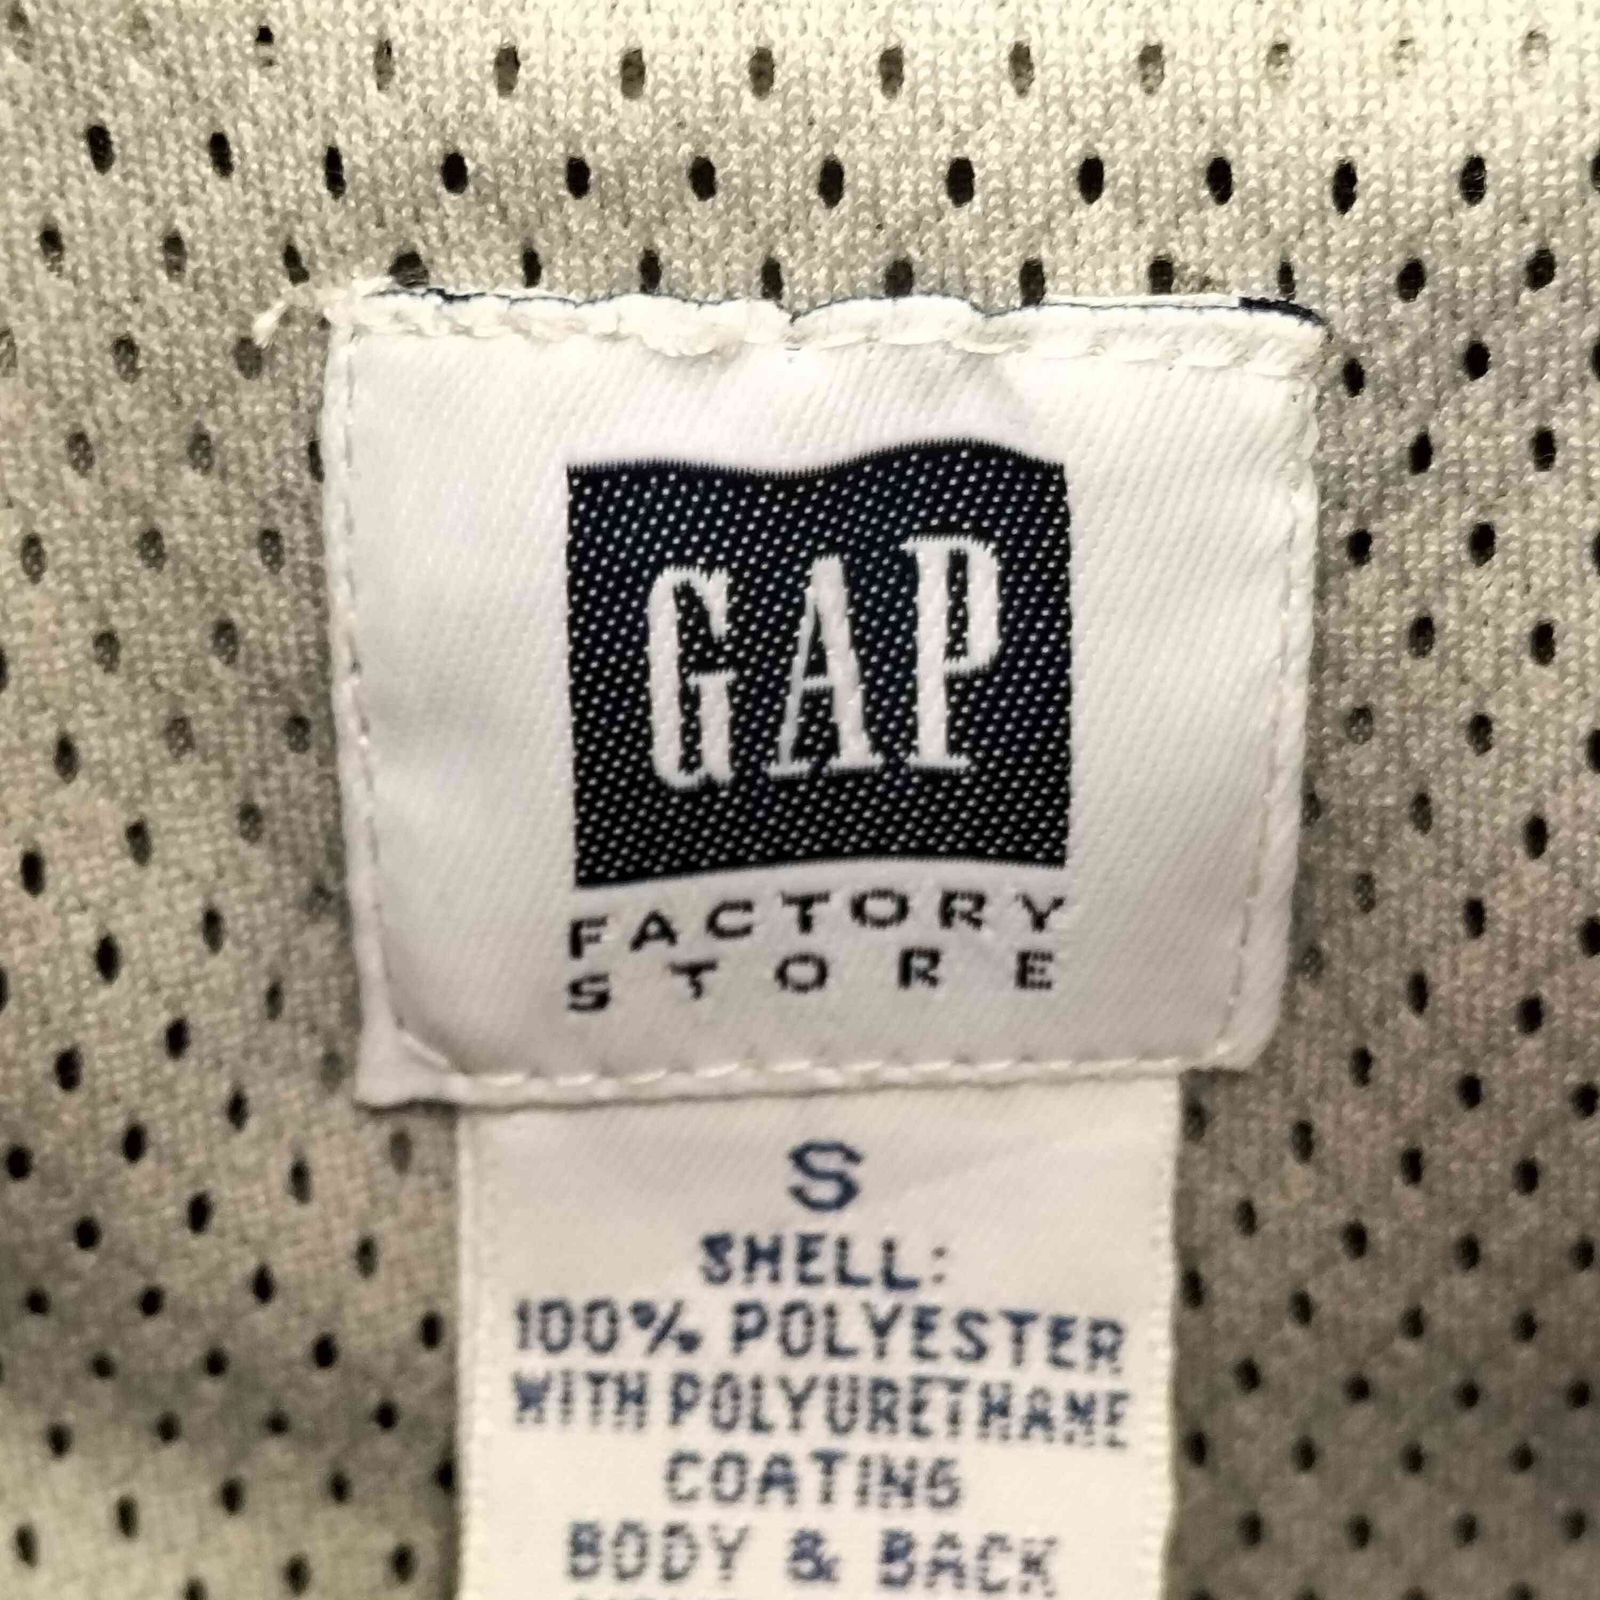 GAP
FACTORY
STORE
S
SHELL:
100% POLYESTER
WITH POLYURETHANE
COATING
BODY & BACK